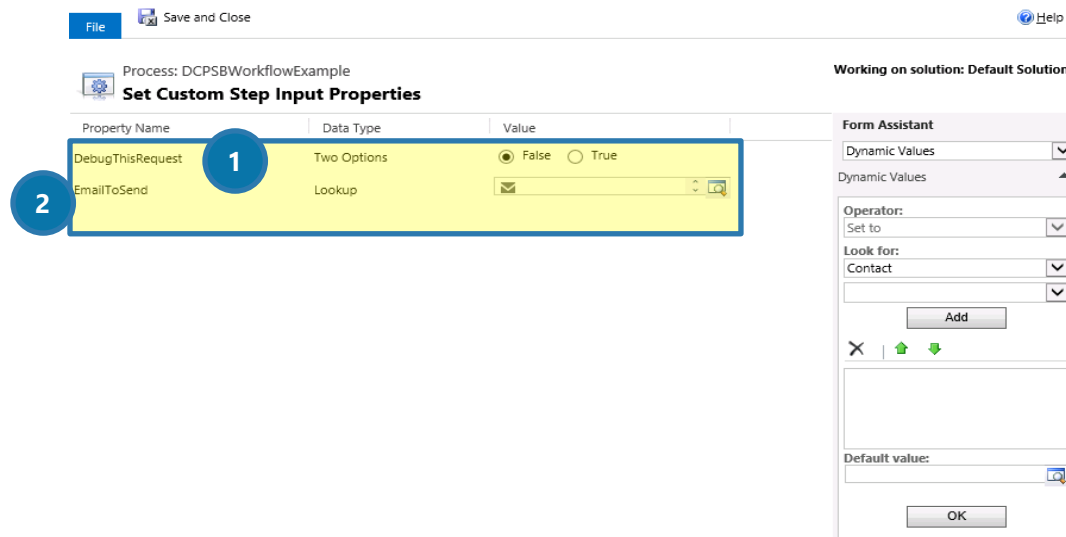 File
Save and Close
Help
Process: DCPSBWorkflowExample
Set Custom Step Input Properties
Working on solution: Default Solution
Property Name
Data Type
Value
DebugThisRequest
1
Two Options
False
True
2
EmailToSend
Lookup
Form Assistant
Dynamic Values
Dynamic Values
Operator:
Set to
Look for:
Contact
Add
Default value:
OK